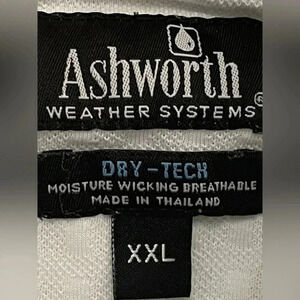 Ashworth
WEATHER SYSTEMS®
DRY-TECH
MOISTURE WICKING BREATHABLE
MADE IN THAILAND
XXL